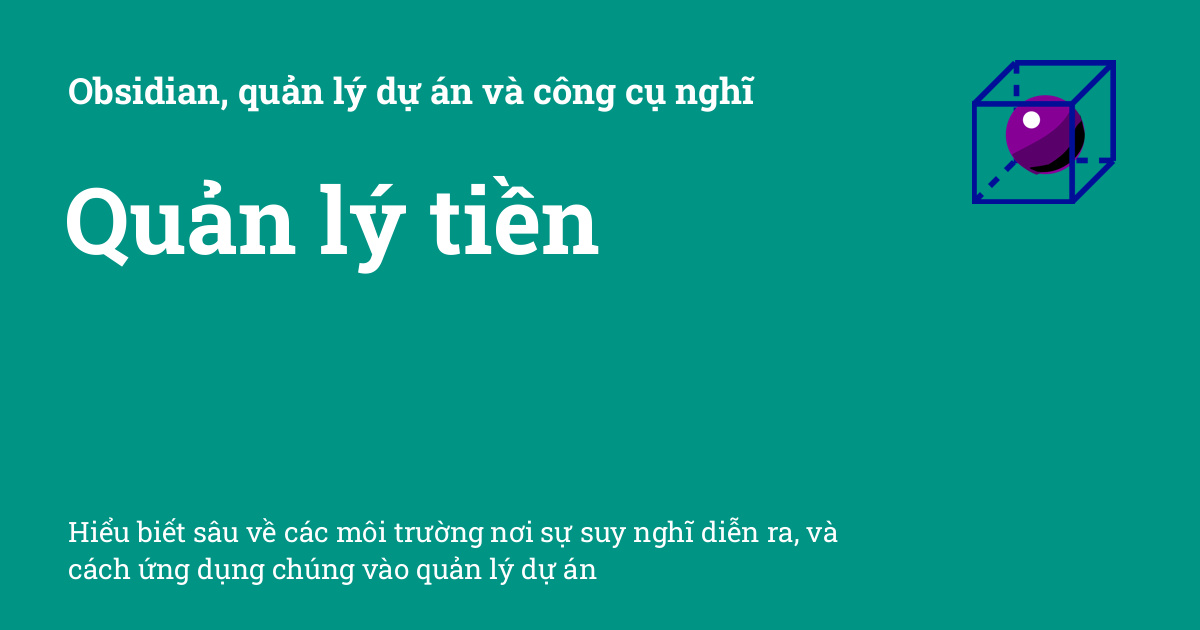 Obsidian, quản lý dự án và công cụ nghĩ
Quản lý tiền
Hiểu biết sâu về các môi trường nơi sự suy nghĩ diễn ra, và
cách ứng dụng chúng vào quản lý dự án